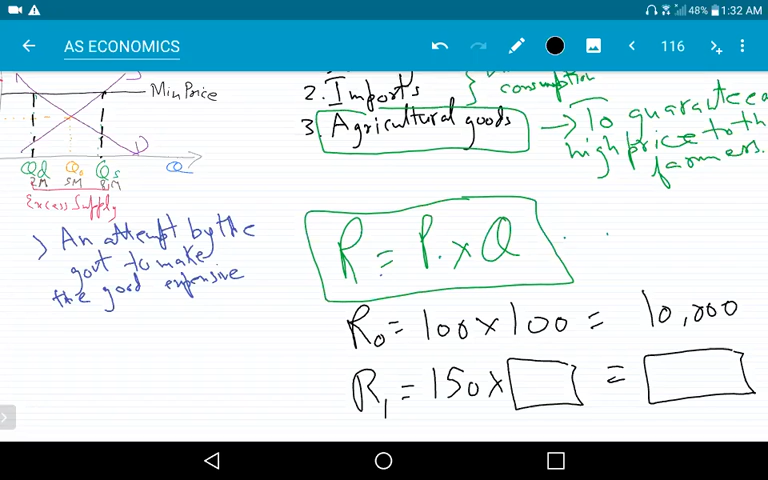 48% 1:32 AM
AS ECONOMICS
116
Min Price
2. Imports
consumption
3. Agricultural goods
→ To guarantee a
high price to th
farmers.
Qd Q₀ Qs Q
2M 5M 8M
Excess Supply
> An attempt by the
govt to make
the good expensive
R = P. x Q
R₀ = 100 x 100 = 10,000
R₁ = 150 x =